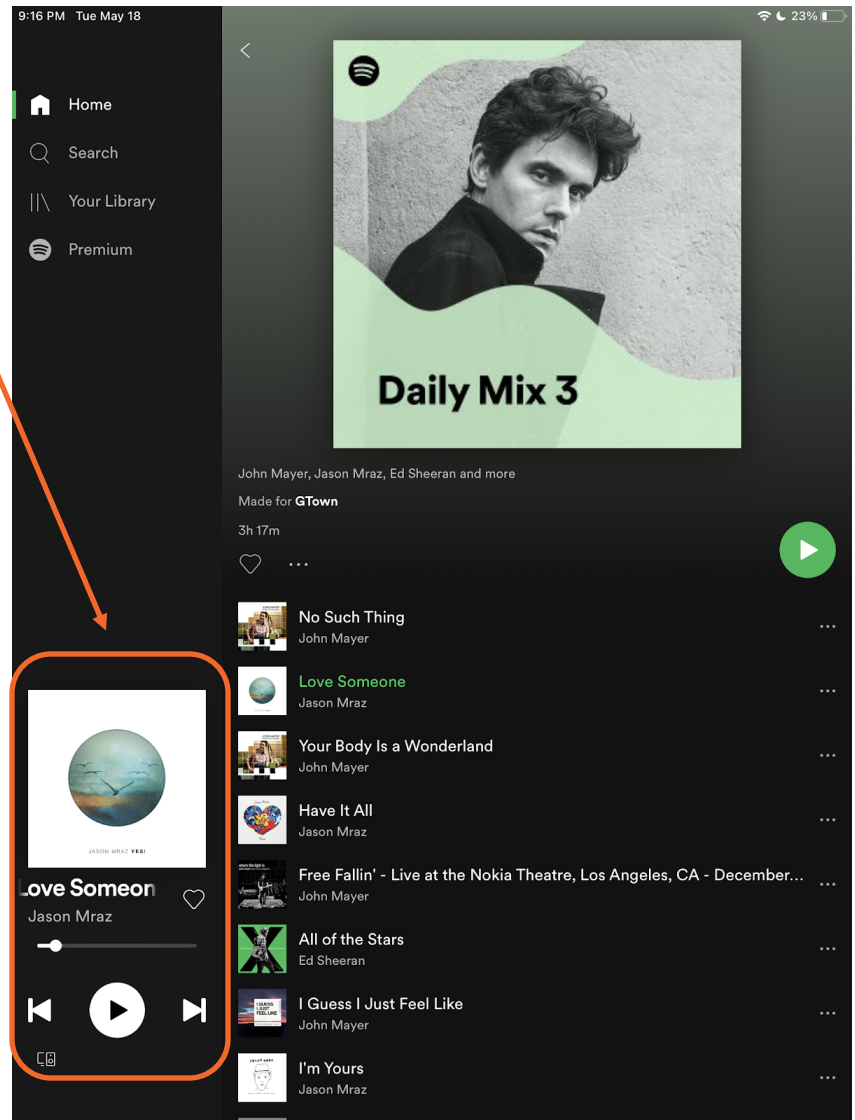 9:16 PM Tue May 18
23%
Home
Search
Your Library
Premium
Daily Mix 3
John Mayer, Jason Mraz, Ed Sheeran and more
Made for GTown
3h 17m
No Such Thing
John Mayer
Love Someone
Jason Mraz
Your Body Is a Wonderland
John Mayer
Have It All
Jason Mraz
Free Fallin' - Live at the Nokia Theatre, Los Angeles, CA - December...
John Mayer
All of the Stars
Ed Sheeran
I GUESS
I JUST
FEEL LIKE
I Guess I Just Feel Like
John Mayer
I'm Yours
Jason Mraz
JASON MRAZ YES!
Love Someon
Jason Mraz